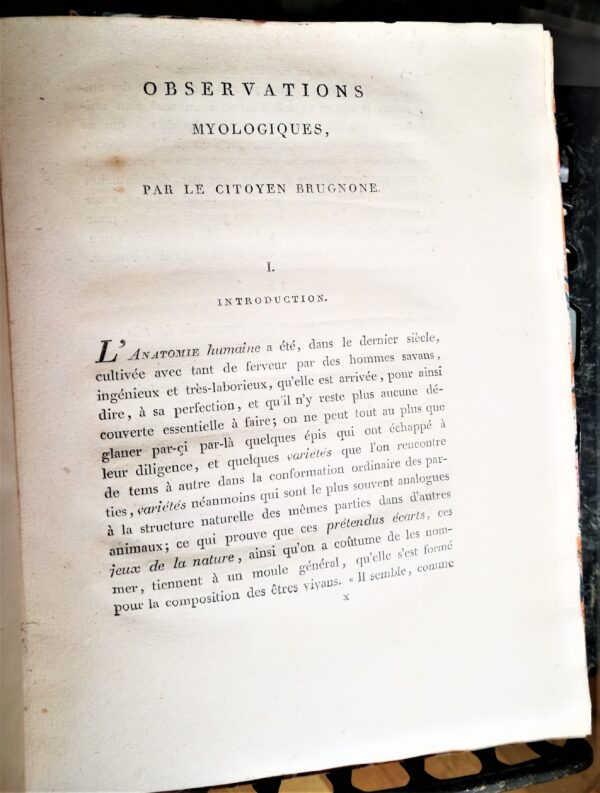 OBSERVATIONS
MYOLOGIQUES,
PAR LE CITOYEN BRUGNONE.
I.
INTRODUCTION.
L'ANATOMIE humaine a été, dans le dernier siècle,
cultivée avec tant de ferveur par des hommes savans,
ingénieux et très-laborieux, qu'elle est arrivée, pour ainsi
dire, à sa perfection, et qu'il n'y reste plus aucune dé-
couverte essentielle à faire; on ne peut tout au plus que
glaner par-çi par-là quelques épis qui ont échappé à
leur diligence, et quelques variétés que l'on rencontre
de tems à autre dans la conformation ordinaire des par-
ties, variétés néanmoins qui sont le plus souvent analogues
à la structure naturelle des mêmes parties dans d'autres
animaux; ce qui prouve que ces prétendus écarts, ces
jeux de la nature, ainsi qu'on a coûtume de les nom-
mer, tiennent à un moule général, qu'elle s'est formé
pour la composition des êtres vivans. « Il semble, comme
x